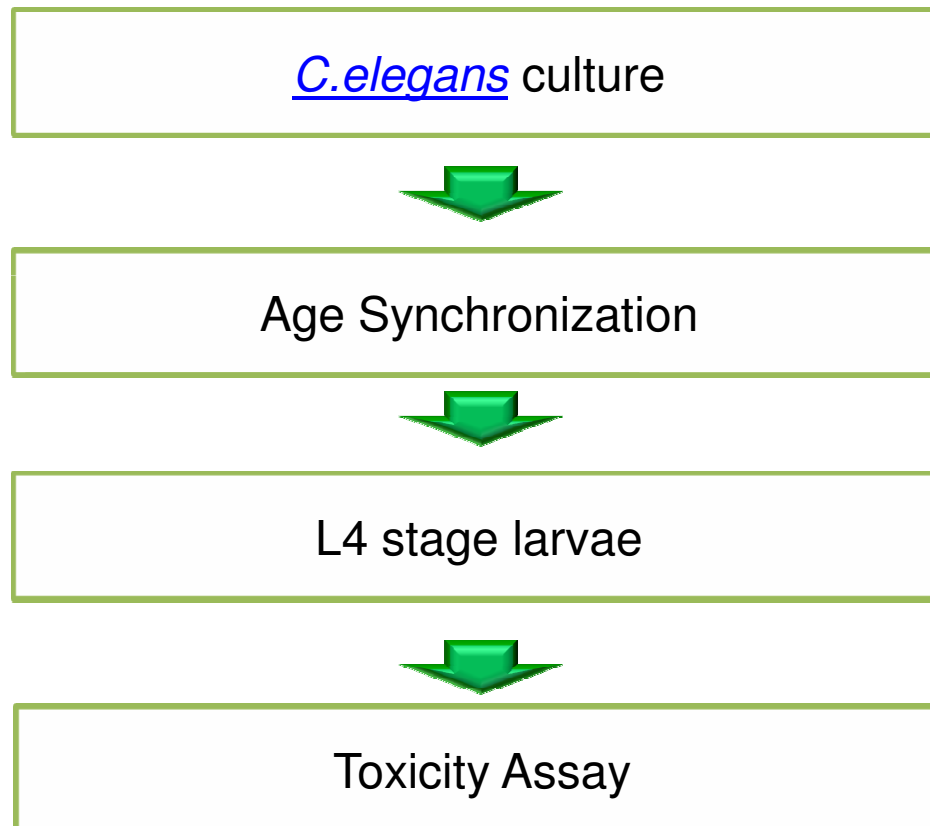 C.elegans culture
Age Synchronization
L4 stage larvae
Toxicity Assay